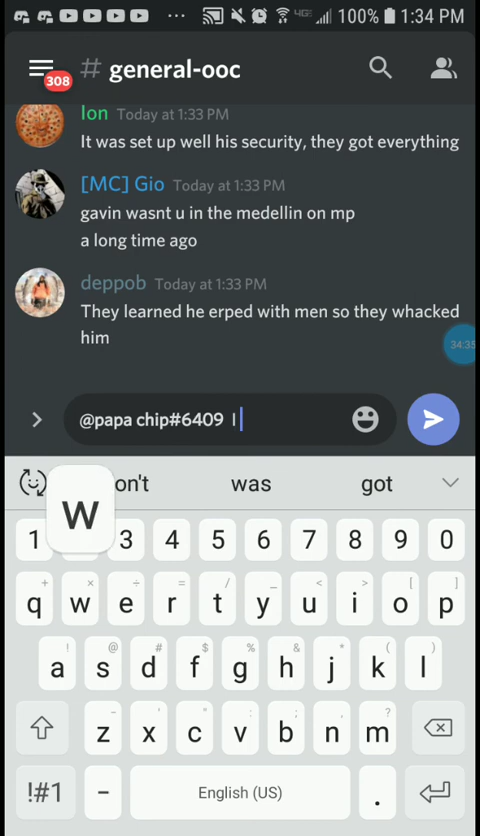 4G 100% 1:34 PM
308
# general-ooc
Ion Today at 1:33 PM
It was set up well his security, they got everything
[MC] Gio Today at 1:33 PM
gavin wasnt u in the medellin on mp
a long time ago
deppob Today at 1:33 PM
They learned he erped with men so they whacked
him
34:35
@papa chip#6409 I
on't was got
w
1 3 4 5 6 7 8 9 0
+ × ÷ = / _ < > [ ]
q w e r t y u i o p
! @ # $ % ^ & * ( )
a s d f g h j k l
- ' " : ; , ?
z x c v b n m
!#1 - English (US) .